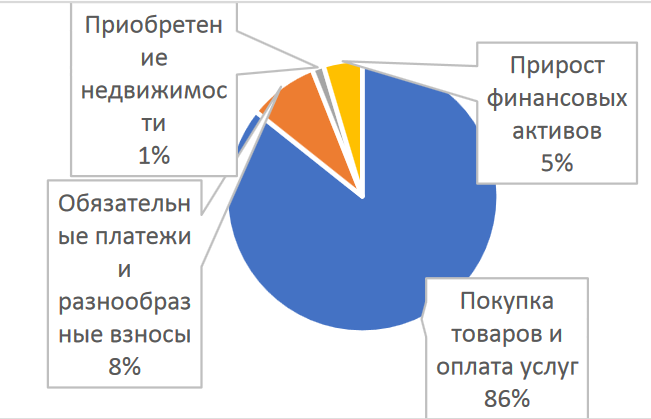 Приобретен
ие
недвижимос
ти
1%
Прирост
финансовых
активов
5%
Обязательн
ые платежи
и
разнообраз
ные взносы
8%
Покупка
товаров и
оплата услуг
86%